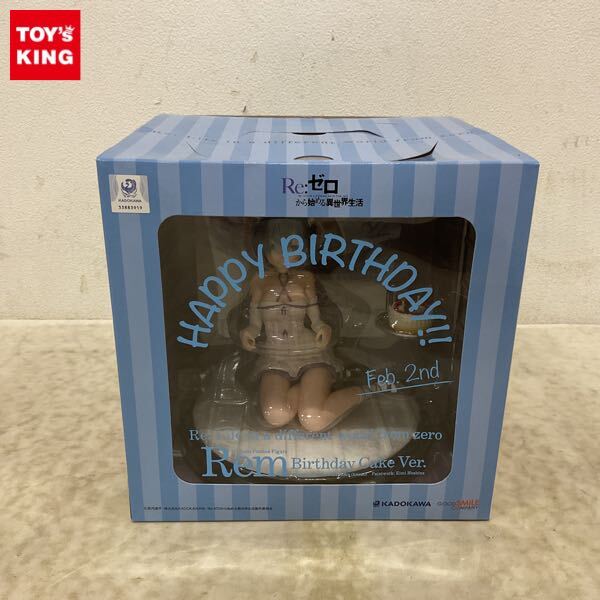 TOY's
KING
KADOKAWA
33883919
Re:ゼロ
から始める異世界生活
HAPPY BIRTHDAY!!
Feb. 2nd
Re: Life in a different world from zero
Rem Birthday Cake Ver.
KADOKAWA
GOOD SMILE
COMPANY